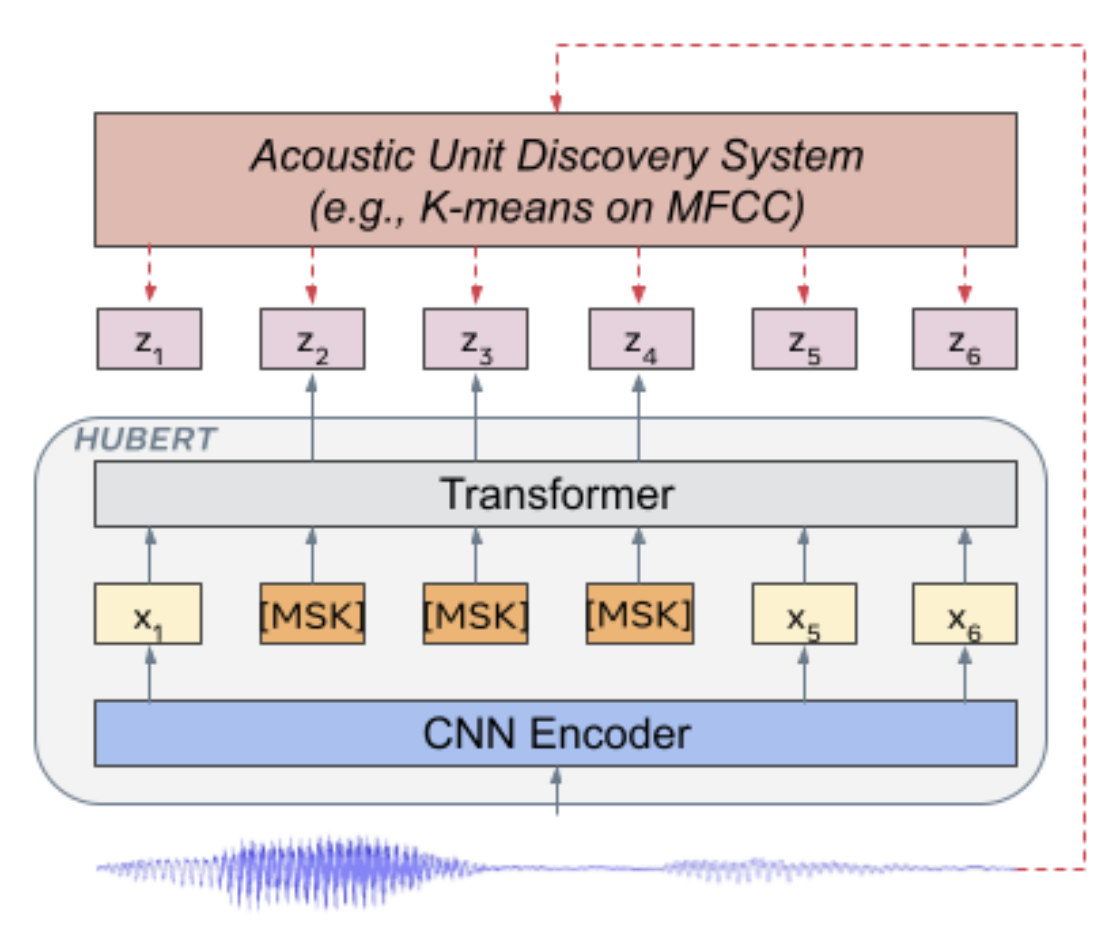 Acoustic Unit Discovery System
(e.g., K-means on MFCC)
z₁ z₂ z₃ z₄ z₅ z₆
HUBERT
Transformer
x₁ [MSK] [MSK] [MSK] x₅ x₆
CNN Encoder